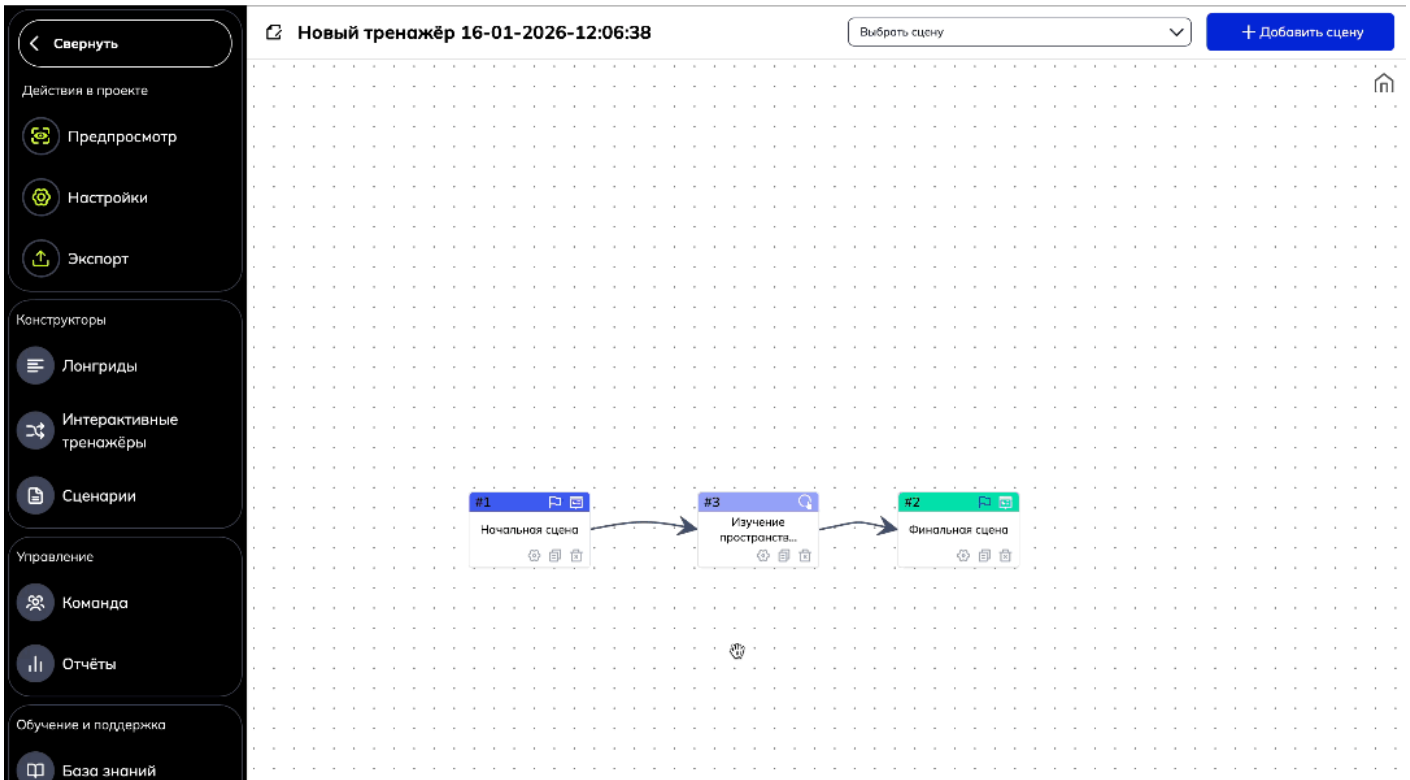 Свернуть
Новый тренажёр 16-01-2026-12:06:38
Выбрать сцену
+ Добавить сцену
Действия в проекте
Предпросмотр
Настройки
Экспорт
Конструкторы
Лонгриды
Интерактивные
тренажёры
Сценарии
Управление
Команда
Отчёты
Обучение и поддержка
База знаний
#1
Начальная сцена
#3
Изучение
пространств...
#2
Финальная сцена